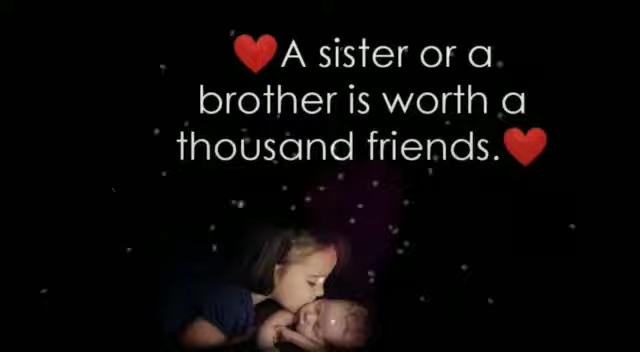 ❤️A sister or a
brother is worth a
thousand friends.❤️